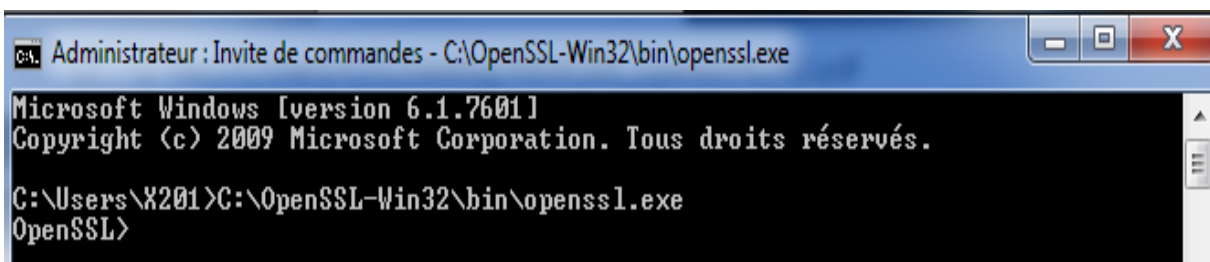 Administrateur : Invite de commandes - C:\OpenSSL-Win32\bin\openssl.exe
Microsoft Windows [version 6.1.7601]
Copyright (c) 2009 Microsoft Corporation. Tous droits réservés.
C:\Users\X201>C:\OpenSSL-Win32\bin\openssl.exe
OpenSSL>